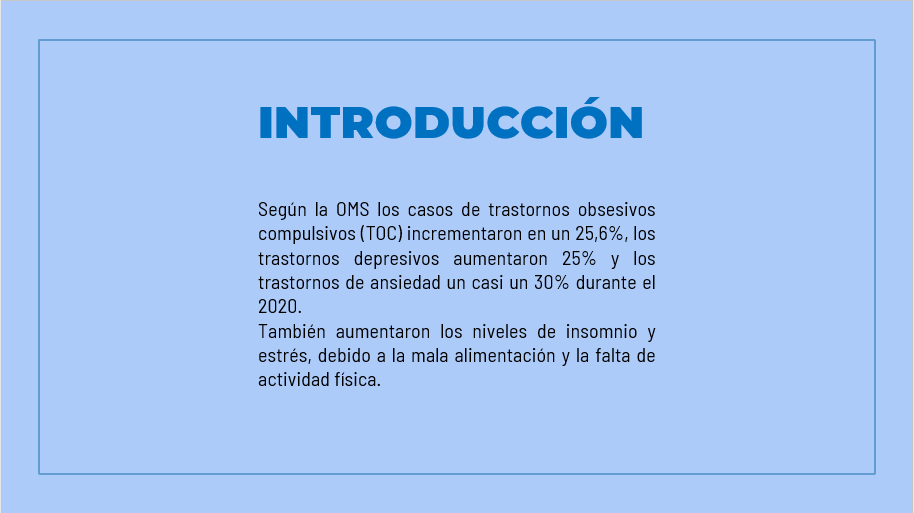 INTRODUCCIÓN
Según la OMS los casos de trastornos obsesivos
compulsivos (TOC) incrementaron en un 25,6%, los
trastornos depresivos aumentaron 25% y los
trastornos de ansiedad un casi un 30% durante el
2020.
También aumentaron los niveles de insomnio y
estrés, debido a la mala alimentación y la falta de
actividad física.